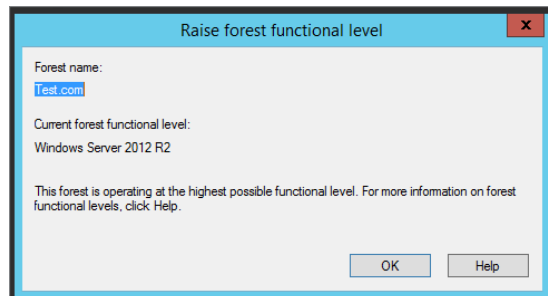 Raise forest functional level
x
Forest name:
Test.com
Current forest functional level:
Windows Server 2012 R2
This forest is operating at the highest possible functional level. For more information on forest
functional levels, click Help.
OK
Help